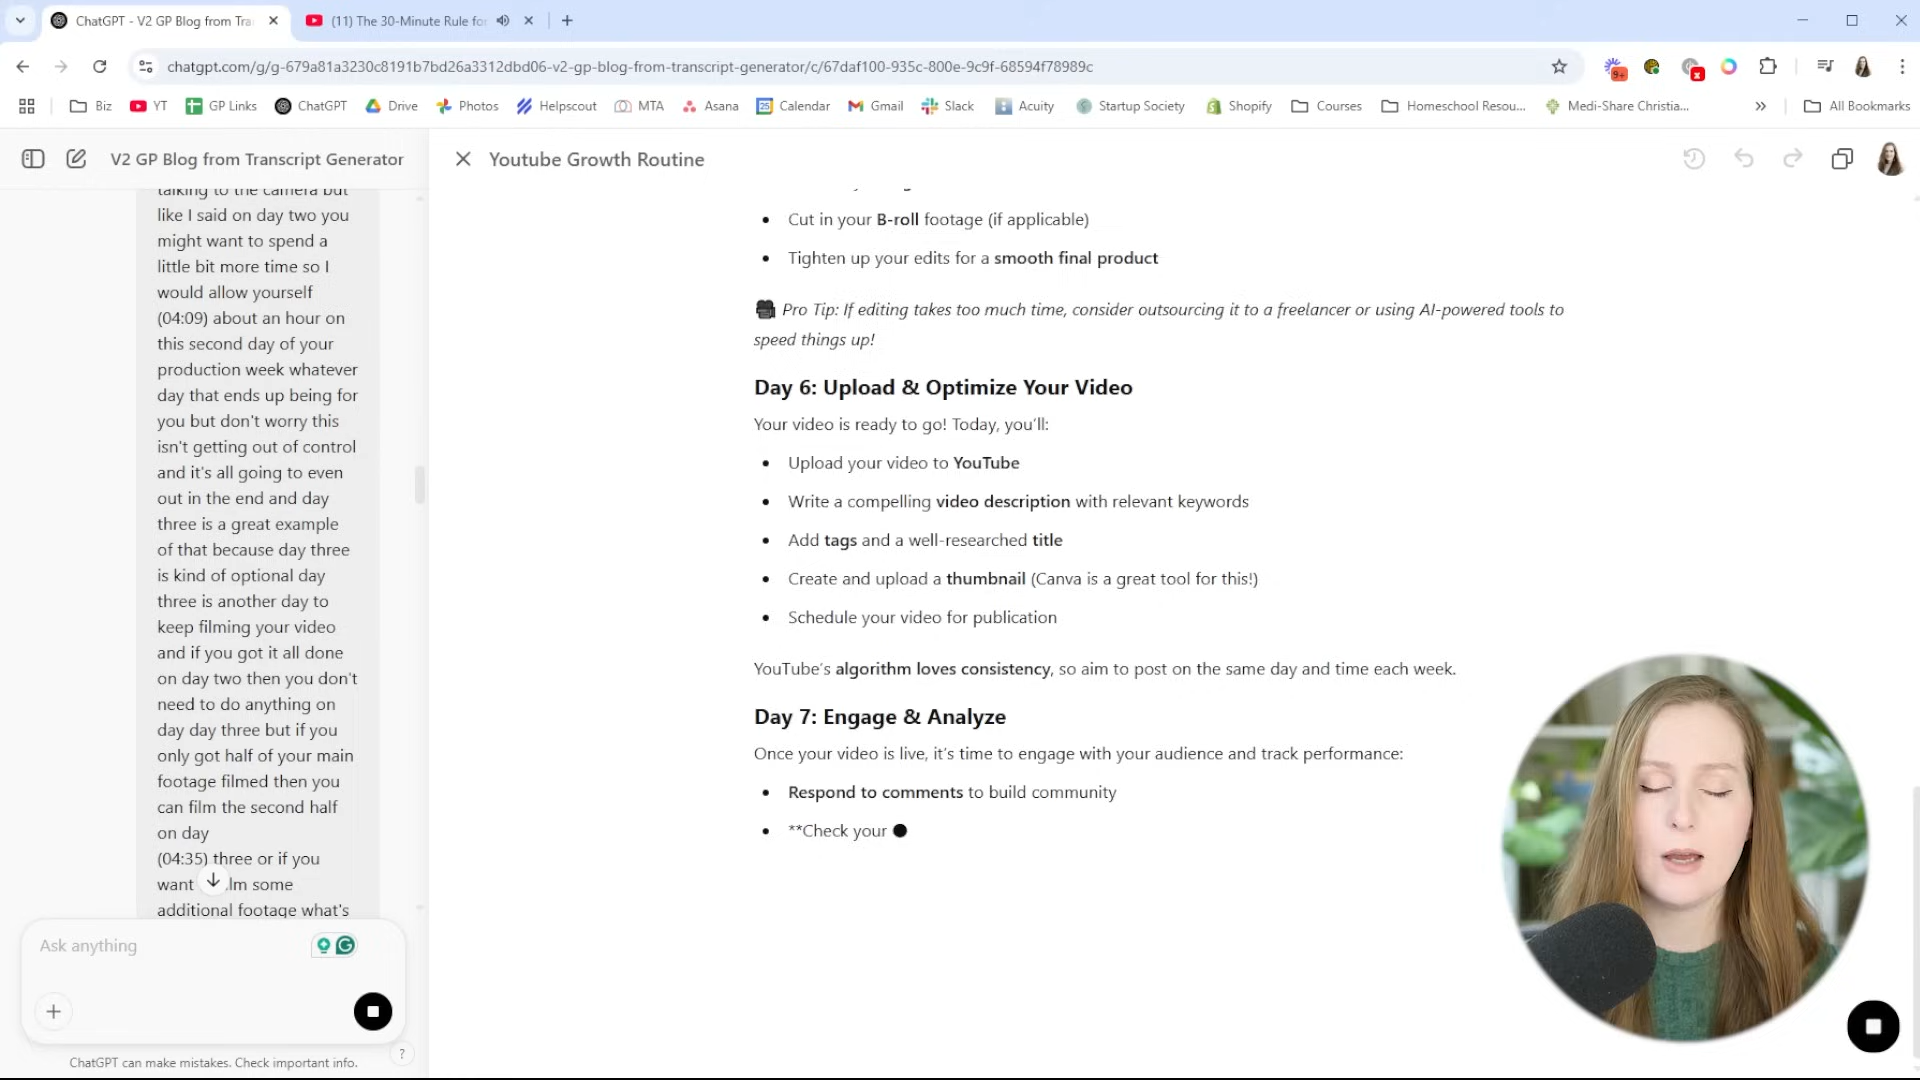 ChatGPT - V2 GP Blog from Tra
(11) The 30-Minute Rule for
chatgpt.com/g/g-679a81a3230c8191b7bd26a3312dbd06-v2-gp-blog-from-transcript-generator/c/67daf100-935c-800e-9c9f-68594f78989c
9+
x
Biz
YT
GP Links
ChatGPT
Drive
Photos
Helpscout
MTA
Asana
25
Calendar
Gmail
Slack
Acuity
Startup Society
Shopify
Courses
Homeschool Resou...
Medi-Share Christia...
All Bookmarks
V2 GP Blog from Transcript Generator
Youtube Growth Routine
talking to the camera but
like I said on day two you
might want to spend a
little bit more time so I
would allow yourself
(04:09) about an hour on
this second day of your
production week whatever
day that ends up being for
you but don't worry this
isn't getting out of control
and it's all going to even
out in the end and day
three is a great example
of that because day three
is kind of optional day
three is another day to
keep filming your video
and if you got it all done
on day two then you don't
need to do anything on
day day three but if you
only got half of your main
footage filmed then you
can film the second half
on day
(04:35) three or if you
want lm some
additional footage what's
Ask anything
ChatGPT can make mistakes. Check important info.
?
• Cut in your B-roll footage (if applicable)
• Tighten up your edits for a smooth final product
Pro Tip: If editing takes too much time, consider outsourcing it to a freelancer or using AI-powered tools to
speed things up!
Day 6: Upload & Optimize Your Video
Your video is ready to go! Today, you'll:
• Upload your video to YouTube
• Write a compelling video description with relevant keywords
• Add tags and a well-researched title
• Create and upload a thumbnail (Canva is a great tool for this!)
• Schedule your video for publication
YouTube's algorithm loves consistency, so aim to post on the same day and time each week.
Day 7: Engage & Analyze
Once your video is live, it's time to engage with your audience and track performance:
• Respond to comments to build community
• **Check your